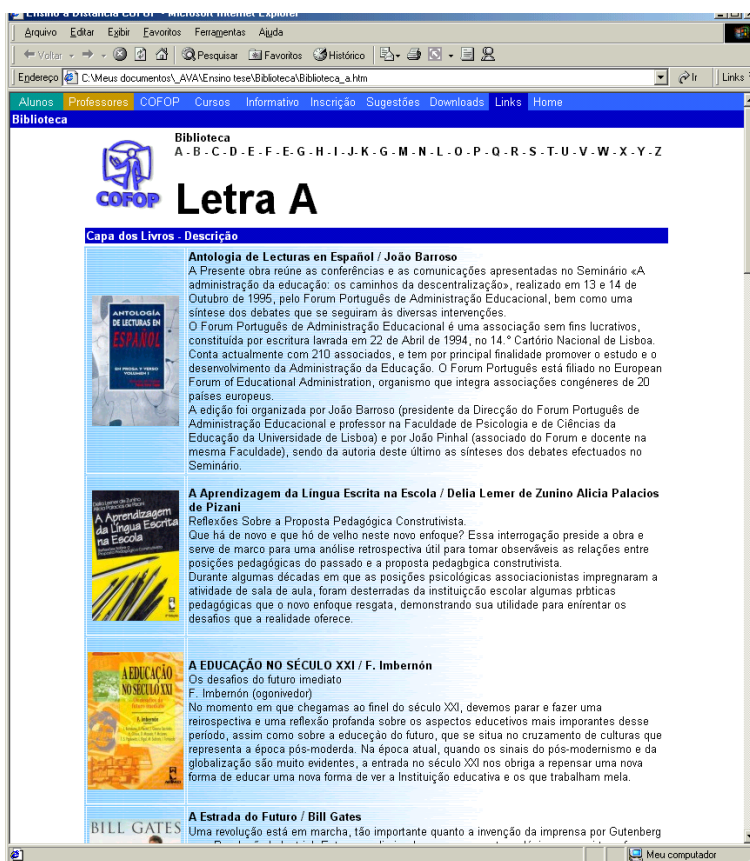 Ensino a Distância COFOP - Microsoft Internet Explorer
Arquivo Editar Exibir Favoritos Ferramentas Ajuda
Voltar Pesquisar Favoritos Histórico
Endereço C:\Meus documentos\_AVA\Ensino tese\Biblioteca\Biblioteca_a.htm Ir Links
Alunos Professores COFOP Cursos Informativo Inscrição Sugestões Downloads Links Home
Biblioteca
Biblioteca
A - B - C - D - E - F - E- G - H - I - J- K - G - M - N - L - O - P - Q - R - S - T- U - V - W - X - Y - Z
COFOP
Letra A
Capa dos Livros - Descrição
ANTOLOGÍA
DE LECTURAS EN
ESPAÑOL
EN PROSA Y VERSO
VOLUMEN I
Antologia de Lecturas en Español / João Barroso
A Presente obra reúne as conferências e as comunicações apresentadas no Seminário «A
administração da educação: os caminhos da descentralização», realizado em 13 e 14 de
Outubro de 1995, pelo Forum Português de Administração Educacional, bem como uma
síntese dos debates que se seguiram às diversas intervenções.
O Forum Português de Administração Educacional é uma associação sem fins lucrativos,
constituída por escritura lavrada em 22 de Abril de 1994, no 14.° Cartório Nacional de Lisboa.
Conta actualmente com 210 associados, e tem por principal finalidade promover o estudo e o
desenvolvimento da Administração da Educação. O Forum Português está filiado no European
Forum of Educational Administration, organismo que integra associações congéneres de 20
países europeus.
A edição foi organizada por João Barroso (presidente da Direcção do Forum Português de
Administração Educacional e professor na Faculdade de Psicologia e de Ciências da
Educação da Universidade de Lisboa) e por João Pinhal (associado do Forum e docente na
mesma Faculdade), sendo da autoria deste último as sínteses dos debates efectuados no
Seminário.
Delia Lerner de Zunino
Alicia Palacios de Pizani
A Aprendizagem
da Língua Escrita
na Escola
A Aprendizagem da Língua Escrita na Escola / Delia Lemer de Zunino Alicia Palacios
de Pizani
Reflexões Sobre a Proposta Pedagógica Construtivista.
Que há de novo e que hó de velho neste novo enfoque? Essa interrogação preside a obra e
serve de marco para uma anólise retrospectiva útil para tomar observáveis as relações entre
posições pedagógicas do passado e a proposta pedagbgica construtivista.
Durante algumas décadas em que as posições psicológicas associacionistas impregnaram a
atividade de sala de aula, foram desterradas da instituiçção escolar algumas prbticas
pedagógicas que o novo enfoque resgata, demonstrando sua utilidade para enírentar os
desafios que a realidade oferece.
A EDUCAÇÃO
NO SÉCULO XXI
F. Imbernón
A EDUCAÇÃO NO SÉCULO XXI / F. Imbernón
Os desafios do futuro imediato
F. Imbernón (ogonivedor)
No momento em que chegamas ao finel do século XXI, devemos parar e fazer uma
reirospectiva e uma reflexão profanda sobre os aspectos educetivos mais imporantes desse
período, assim como sobre a educeção do futuro, que se situa no cruzamento de culturas que
representa a época pós-moderda. Na época atual, quando os sinais do pós-modernismo e da
globalização são muito evidentes, a entrada no século XXI nos obriga a repensar uma nova
forma de educar uma nova forma de ver a Instituição educativa e os que trabalham mela.
BILL GATES
A Estrada do Futuro / Bill Gates
Uma revolução está em marcha, tão importante quanto a invenção da imprensa por Gutenberg
Meu computador